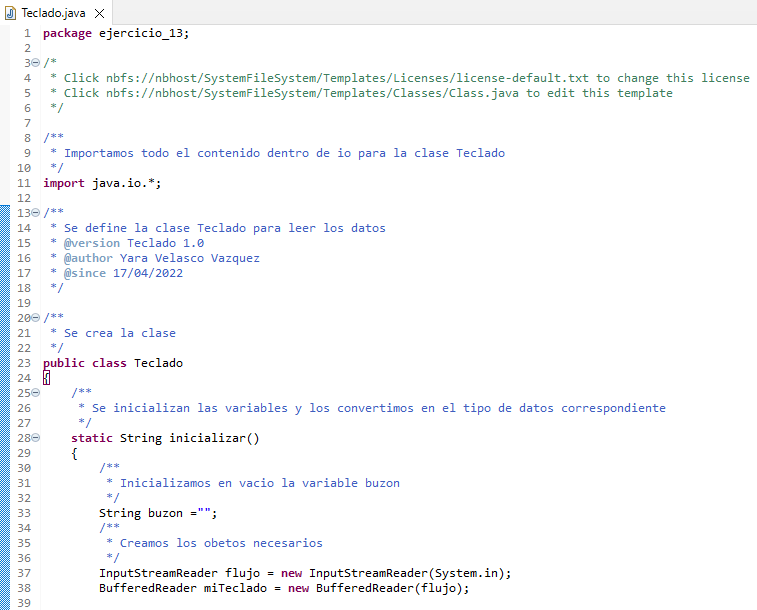 Teclado.java
1 package ejercicio_13;
2
3 /*
4  * Click nbfs://nbhost/SystemFileSystem/Templates/Licenses/license-default.txt to change this license
5  * Click nbfs://nbhost/SystemFileSystem/Templates/Classes/Class.java to edit this template
6  */
7
8 /**
9  * Importamos todo el contenido dentro de io para la clase Teclado
10  */
11 import java.io.*;
12
13 /**
14  * Se define la clase Teclado para leer los datos
15  * @version Teclado 1.0
16  * @author Yara Velasco Vazquez
17  * @since 17/04/2022
18  */
19
20 /**
21  * Se crea la clase
22  */
23 public class Teclado
24 {
25     /**
26      * Se inicializan las variables y los convertimos en el tipo de datos correspondiente
27      */
28     static String inicializar()
29     {
30         /**
31          * Inicializamos en vacio la variable buzon
32          */
33         String buzon ="";
34         /**
35          * Creamos los obetos necesarios
36          */
37         InputStreamReader flujo = new InputStreamReader(System.in);
38         BufferedReader miTeclado = new BufferedReader(flujo);
39